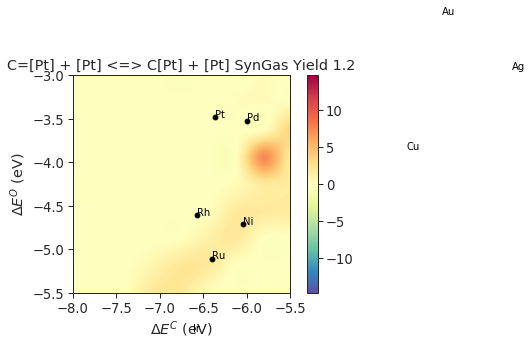 Au
Ag
C=[Pt] + [Pt] <=> C[Pt] + [Pt] SynGas Yield 1.2
−3.0
−3.5
−4.0
−4.5
−5.0
−5.5
ΔE^O (eV)
Pt
Pd
Cu
Rh
Ni
Ru
10
5
0
−5
−10
−8.0 −7.5 −7.0 −6.5 −6.0 −5.5
ΔE^C (eV)
Ir